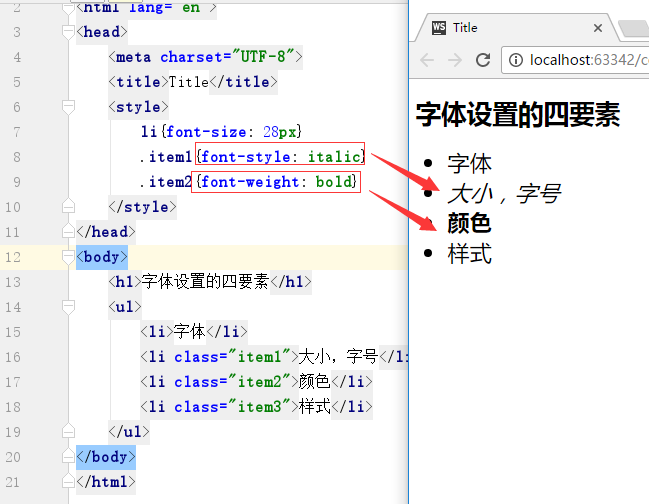 2 <html lang="en">
3 <head>
4 <meta charset="UTF-8">
5 <title>Title</title>
6 <style>
7 li{font-size: 28px}
8 .item1{font-style: italic}
9 .item2{font-weight: bold}
10 </style>
11 </head>
12 <body>
13 <h1>字体设置的四要素</h1>
14 <ul>
15 <li>字体</li>
16 <li class="item1">大小，字号</li
17 <li class="item2">颜色</li>
18 <li class="item3">样式</li>
19 </ul>
20 </body>
21 </html>
WS Title
localhost:63342/c
字体设置的四要素
字体
大小，字号
颜色
样式